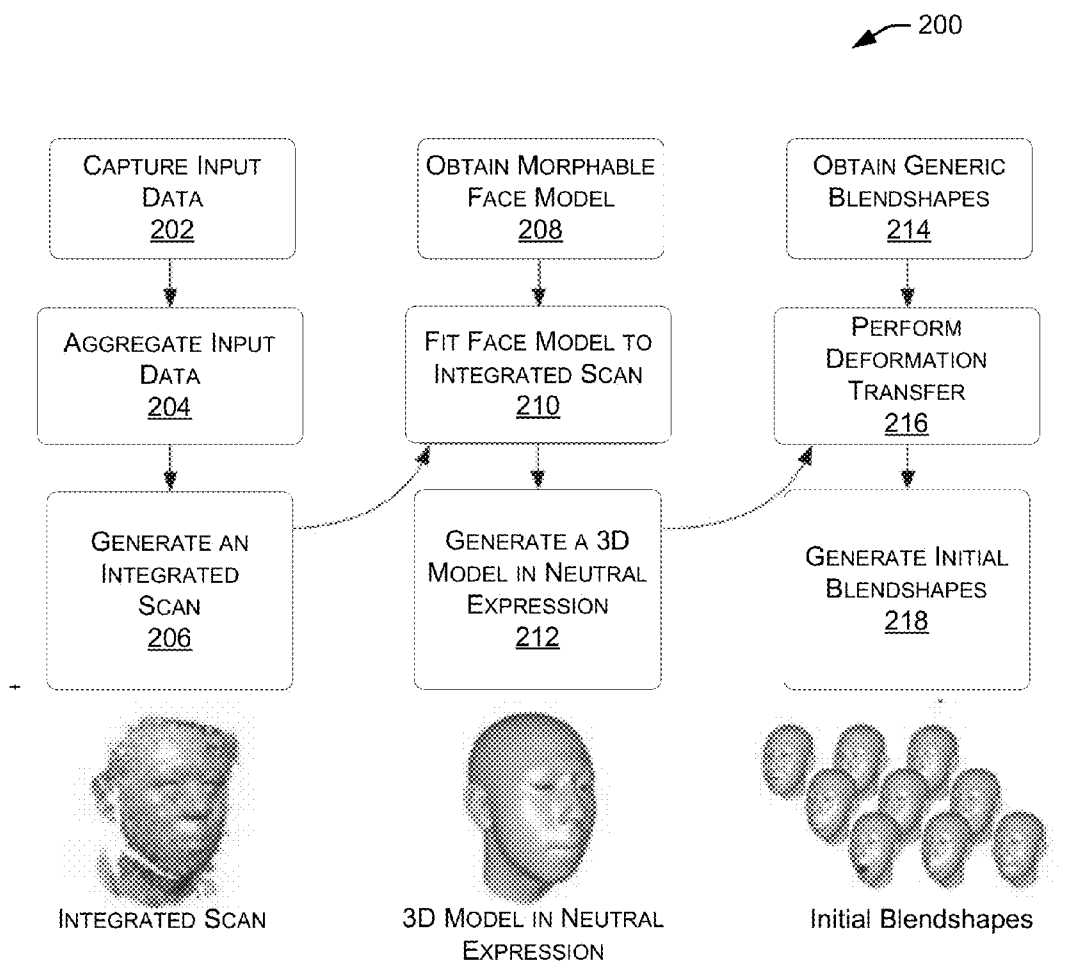 200
CAPTURE INPUT
DATA
202
AGGREGATE INPUT
DATA
204
GENERATE AN
INTEGRATED
SCAN
206
INTEGRATED SCAN
OBTAIN MORPHABLE
FACE MODEL
208
FIT FACE MODEL TO
INTEGRATED SCAN
210
GENERATE A 3D
MODEL IN NEUTRAL
EXPRESSION
212
3D MODEL IN NEUTRAL
EXPRESSION
OBTAIN GENERIC
BLENDSHAPES
214
PERFORM
DEFORMATION
TRANSFER
216
GENERATE INITIAL
BLENDSHAPES
218
Initial Blendshapes